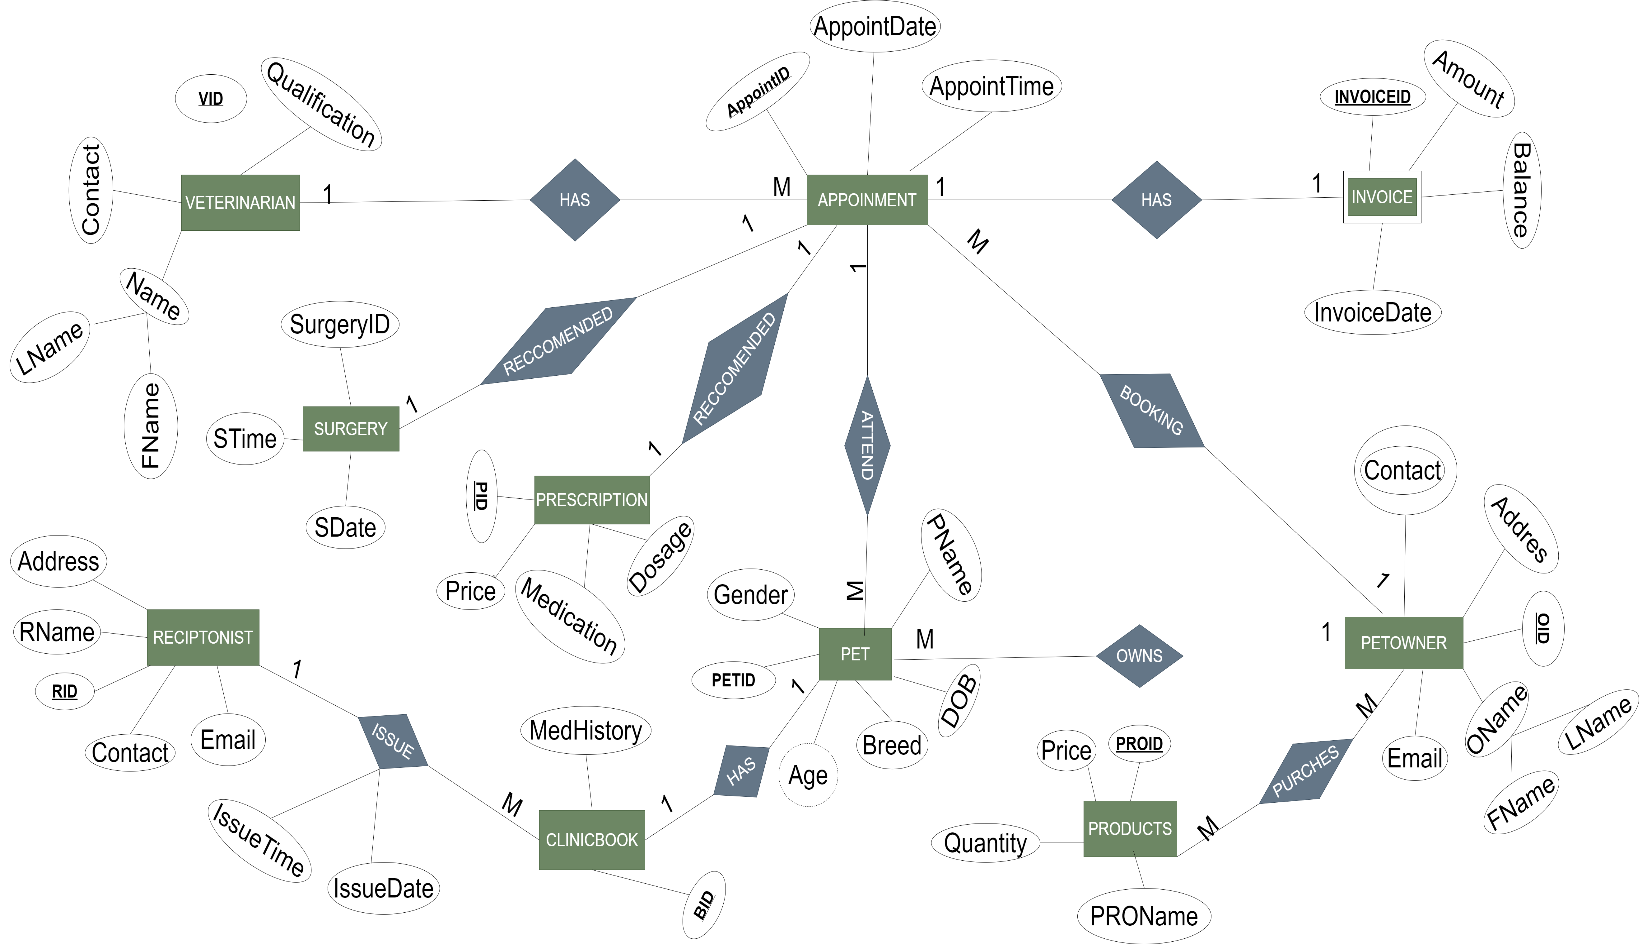 AppointDate
VID
Qualification
AppointID
AppointTime
INVOICEID
Amount
Contact
Balance
VETERINARIAN
1
HAS
M
APPOINMENT
1
HAS
1
INVOICE
1
1
1
M
Name
LName
FName
SurgeryID
RECCOMENDED
RECCOMENDED
InvoiceDate
1
STime
SURGERY
SDate
ATTEND
BOOKING
1
PID
PRESCRIPTION
Price
Medication
Dosage
Contact
Addres
Address
RName
RECIPTONIST
RID
Contact
Email
1
Gender
PName
M
PETID
PET
M
OWNS
1
1
PETOWNER
OID
DOB
Breed
Age
1
ISSUE
MedHistory
HAS
1
M
IssueTime
IssueDate
CLINICBOOK
BID
Price
PROID
Quantity
PRODUCTS
PROName
M
PURCHES
M
Email
OName
LName
FName